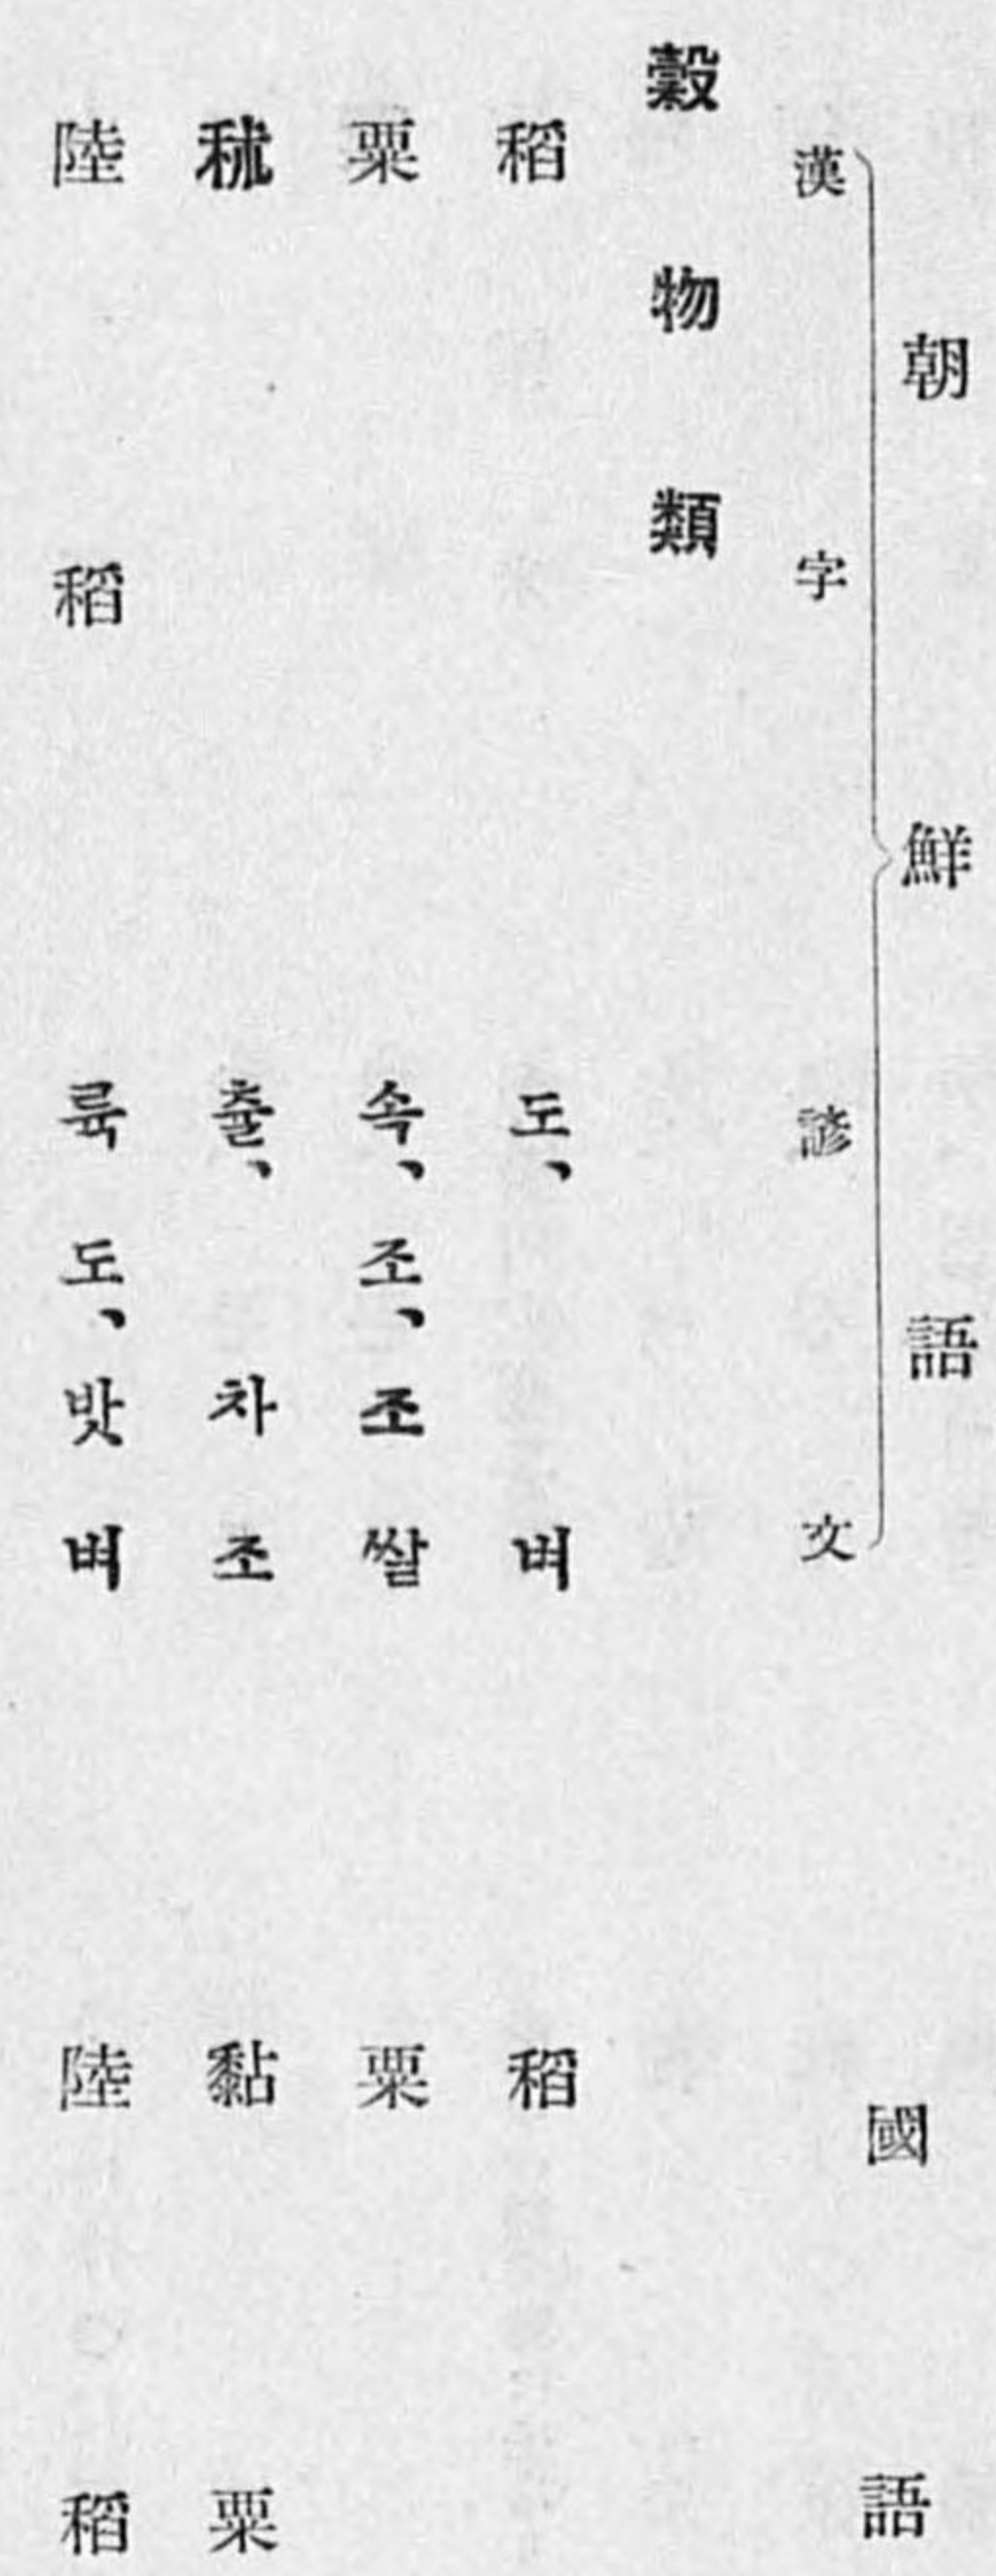 朝鮮語
漢字 諺文
國語
穀物類
稻 도、벼 稻
粟 속、조、조쌀 粟
秫 츌、차조 黏粟
陸稻 륙도、밧벼 陸稻